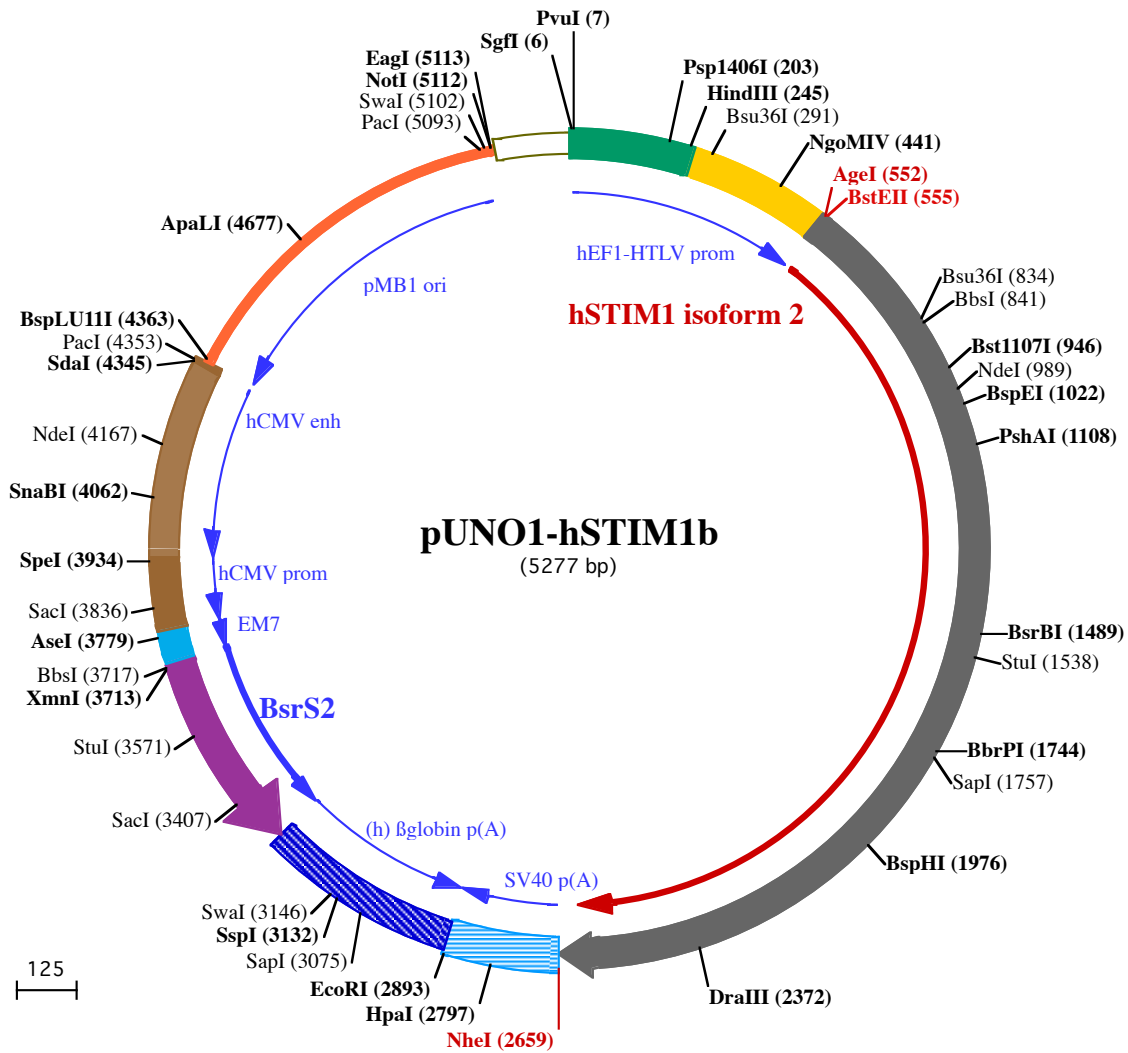 PvuI (7)
SgfI (6)
EagI (5113)
NotI (5112)
SwaI (5102)
PacI (5093)
Psp1406I (203)
HindIII (245)
Bsu36I (291)
NgoMIV (441)
AgeI (552)
BstEII (555)
ApaLI (4677)
hEF1-HTLV prom
pMB1 ori
hSTIM1 isoform 2
Bsu36I (834)
BbsI (841)
BspLU11I (4363)
PacI (4353)
SdaI (4345)
Bst1107I (946)
NdeI (989)
BspEI (1022)
hCMV enh
NdeI (4167)
PshAI (1108)
SnaBI (4062)
pUNO1-hSTIM1b
(5277 bp)
SpeI (3934)
hCMV prom
SacI (3836)
EM7
AseI (3779)
BsrBI (1489)
StuI (1538)
BbsI (3717)
XmnI (3713)
BsrS2
StuI (3571)
BbrPI (1744)
SapI (1757)
SacI (3407)
(h) ßglobin p(A)
BspHI (1976)
SV40 p(A)
SwaI (3146)
SspI (3132)
SapI (3075)
125
EcoRI (2893)
DraIII (2372)
HpaI (2797)
NheI (2659)